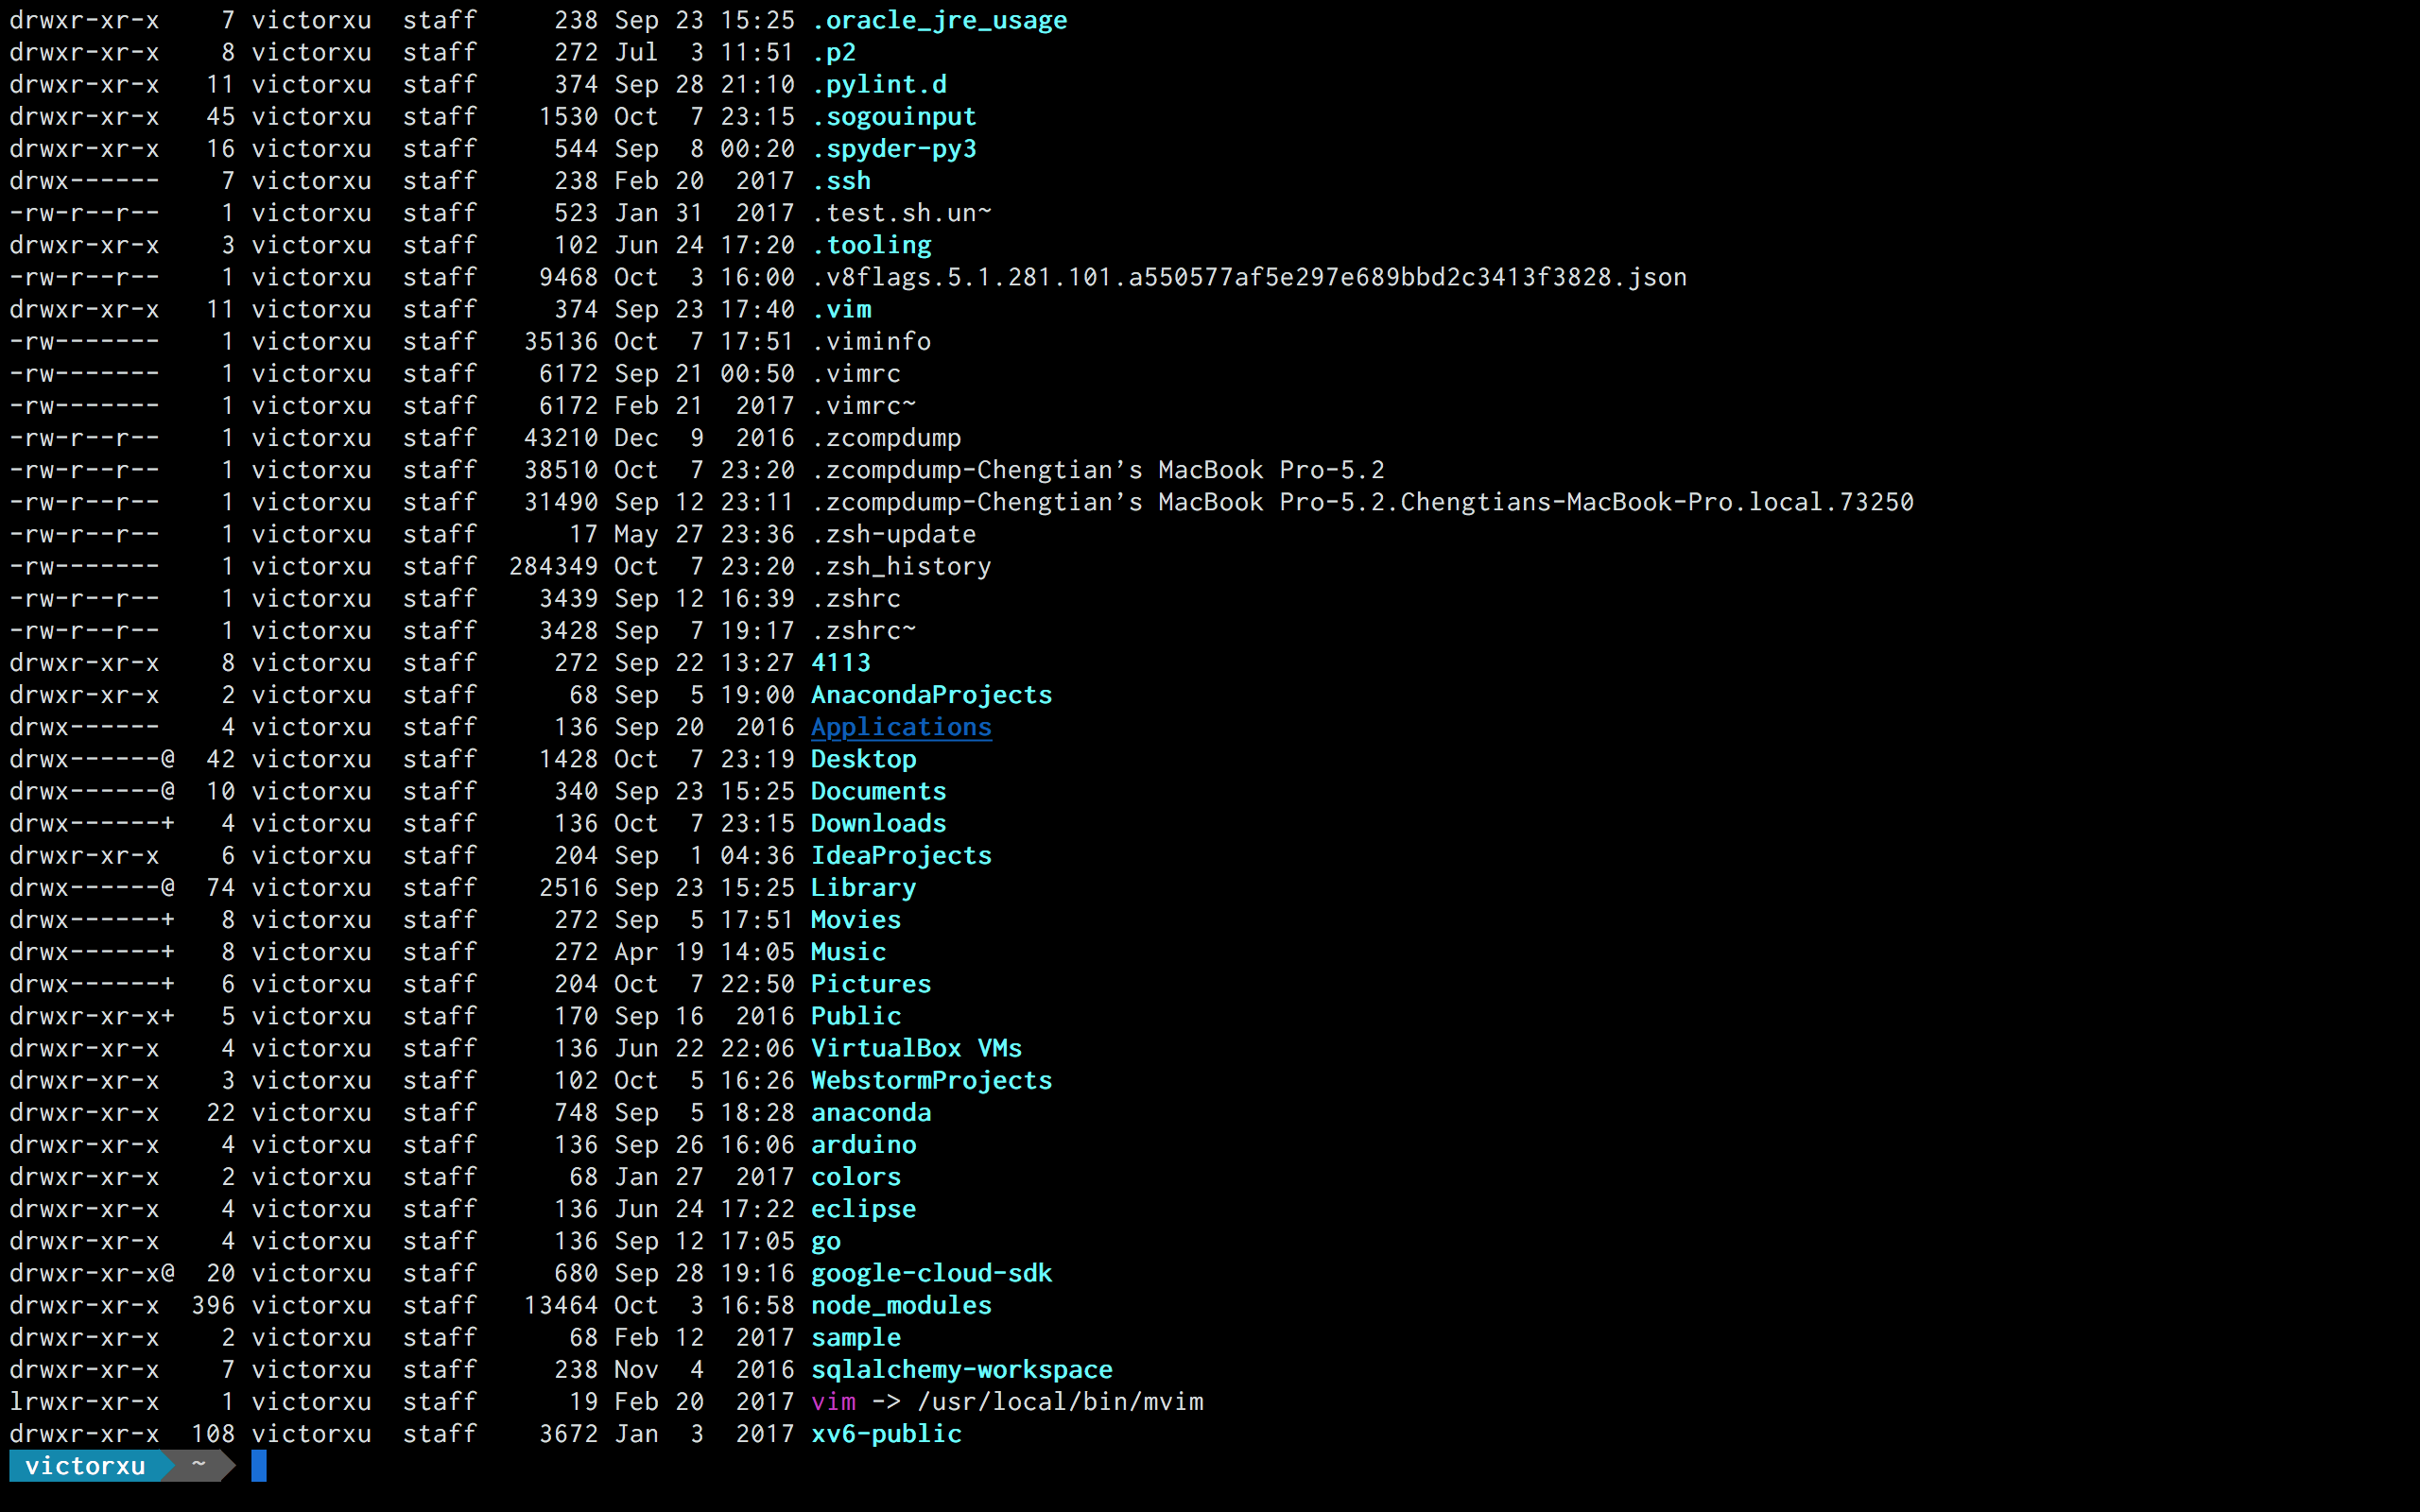 drwxr-xr-x    7 victorxu  staff     238 Sep 23 15:25 .oracle_jre_usage
drwxr-xr-x    8 victorxu  staff     272 Jul  3 11:51 .p2
drwxr-xr-x   11 victorxu  staff     374 Sep 28 21:10 .pylint.d
drwxr-xr-x   45 victorxu  staff    1530 Oct  7 23:15 .sogouinput
drwxr-xr-x   16 victorxu  staff     544 Sep  8 00:20 .spyder-py3
drwx------    7 victorxu  staff     238 Feb 20  2017 .ssh
-rw-r--r--    1 victorxu  staff     523 Jan 31  2017 .test.sh.un~
drwxr-xr-x    3 victorxu  staff     102 Jun 24 17:20 .tooling
-rw-r--r--    1 victorxu  staff    9468 Oct  3 16:00 .v8flags.5.1.281.101.a550577af5e297e689bbd2c3413f3828.json
drwxr-xr-x   11 victorxu  staff     374 Sep 23 17:40 .vim
-rw-------    1 victorxu  staff   35136 Oct  7 17:51 .viminfo
-rw-------    1 victorxu  staff    6172 Sep 21 00:50 .vimrc
-rw-------    1 victorxu  staff    6172 Feb 21  2017 .vimrc~
-rw-r--r--    1 victorxu  staff   43210 Dec  9  2016 .zcompdump
-rw-r--r--    1 victorxu  staff   38510 Oct  7 23:20 .zcompdump-Chengtian’s MacBook Pro-5.2
-rw-r--r--    1 victorxu  staff   31490 Sep 12 23:11 .zcompdump-Chengtian’s MacBook Pro-5.2.Chengtians-MacBook-Pro.local.73250
-rw-r--r--    1 victorxu  staff      17 May 27 23:36 .zsh-update
-rw-------    1 victorxu  staff  284349 Oct  7 23:20 .zsh_history
-rw-r--r--    1 victorxu  staff    3439 Sep 12 16:39 .zshrc
-rw-r--r--    1 victorxu  staff    3428 Sep  7 19:17 .zshrc~
drwxr-xr-x    8 victorxu  staff     272 Sep 22 13:27 4113
drwxr-xr-x    2 victorxu  staff      68 Sep  5 19:00 AnacondaProjects
drwx------    4 victorxu  staff     136 Sep 20  2016 Applications
drwx------@  42 victorxu  staff    1428 Oct  7 23:19 Desktop
drwx------@  10 victorxu  staff     340 Sep 23 15:25 Documents
drwx------+   4 victorxu  staff     136 Oct  7 23:15 Downloads
drwxr-xr-x    6 victorxu  staff     204 Sep  1 04:36 IdeaProjects
drwx------@  74 victorxu  staff    2516 Sep 23 15:25 Library
drwx------+   8 victorxu  staff     272 Sep  5 17:51 Movies
drwx------+   8 victorxu  staff     272 Apr 19 14:05 Music
drwx------+   6 victorxu  staff     204 Oct  7 22:50 Pictures
drwxr-xr-x+   5 victorxu  staff     170 Sep 16  2016 Public
drwxr-xr-x    4 victorxu  staff     136 Jun 22 22:06 VirtualBox VMs
drwxr-xr-x    3 victorxu  staff     102 Oct  5 16:26 WebstormProjects
drwxr-xr-x   22 victorxu  staff     748 Sep  5 18:28 anaconda
drwxr-xr-x    4 victorxu  staff     136 Sep 26 16:06 arduino
drwxr-xr-x    2 victorxu  staff      68 Jan 27  2017 colors
drwxr-xr-x    4 victorxu  staff     136 Jun 24 17:22 eclipse
drwxr-xr-x    4 victorxu  staff     136 Sep 12 17:05 go
drwxr-xr-x@  20 victorxu  staff     680 Sep 28 19:16 google-cloud-sdk
drwxr-xr-x  396 victorxu  staff   13464 Oct  3 16:58 node_modules
drwxr-xr-x    2 victorxu  staff      68 Feb 12  2017 sample
drwxr-xr-x    7 victorxu  staff     238 Nov  4  2016 sqlalchemy-workspace
lrwxr-xr-x    1 victorxu  staff      19 Feb 20  2017 vim -> /usr/local/bin/mvim
drwxr-xr-x  108 victorxu  staff    3672 Jan  3  2017 xv6-public
victorxu  ~